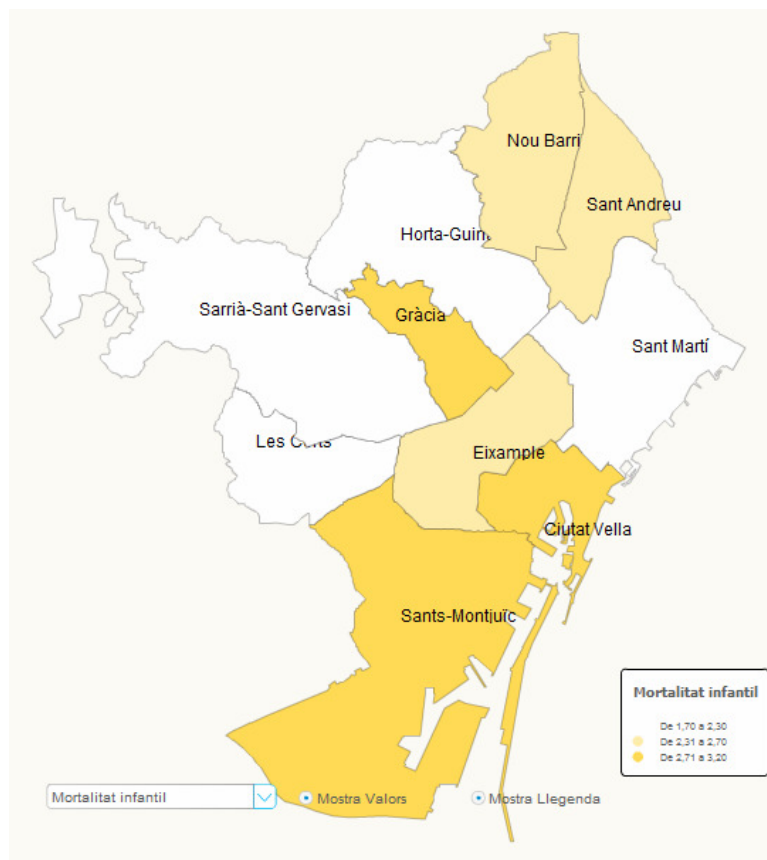 Nou Barri
Sant Andreu
Horta-Guin
Sarrià-Sant Gervasi
Gràcia
Sant Martí
Les Corts
Eixample
Ciutat Vella
Sants-Montjuïc
Mortalitat infantil
De 1,70 a 2,30
De 2,31 a 2,70
De 2,71 a 3,20
Mortalitat infantil
Mostra Valors
Mostra Llegenda